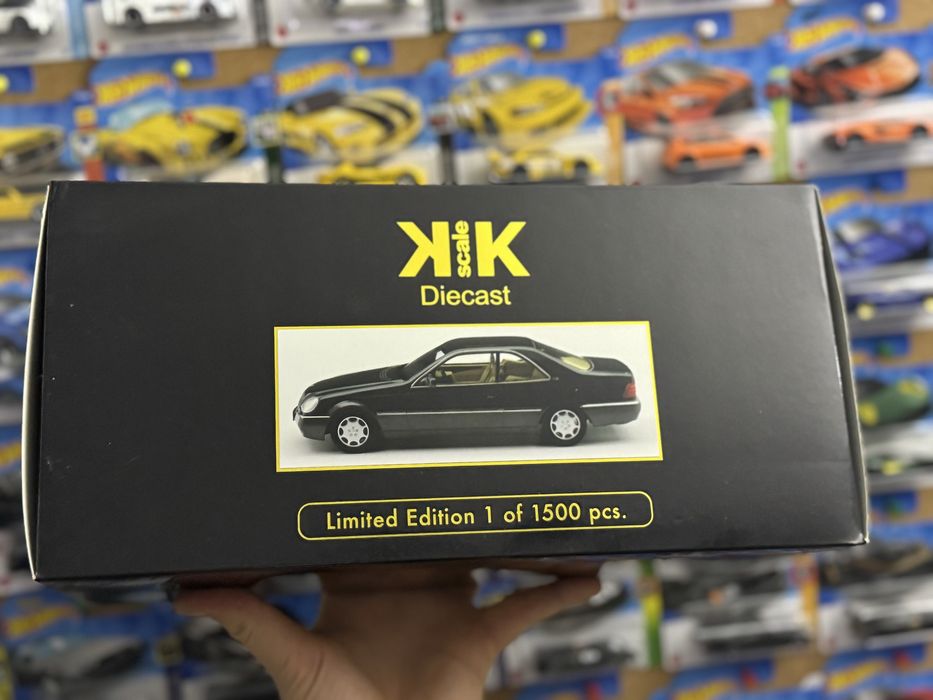 KK
scale
Diecast
Limited Edition 1 of 1500 pcs.